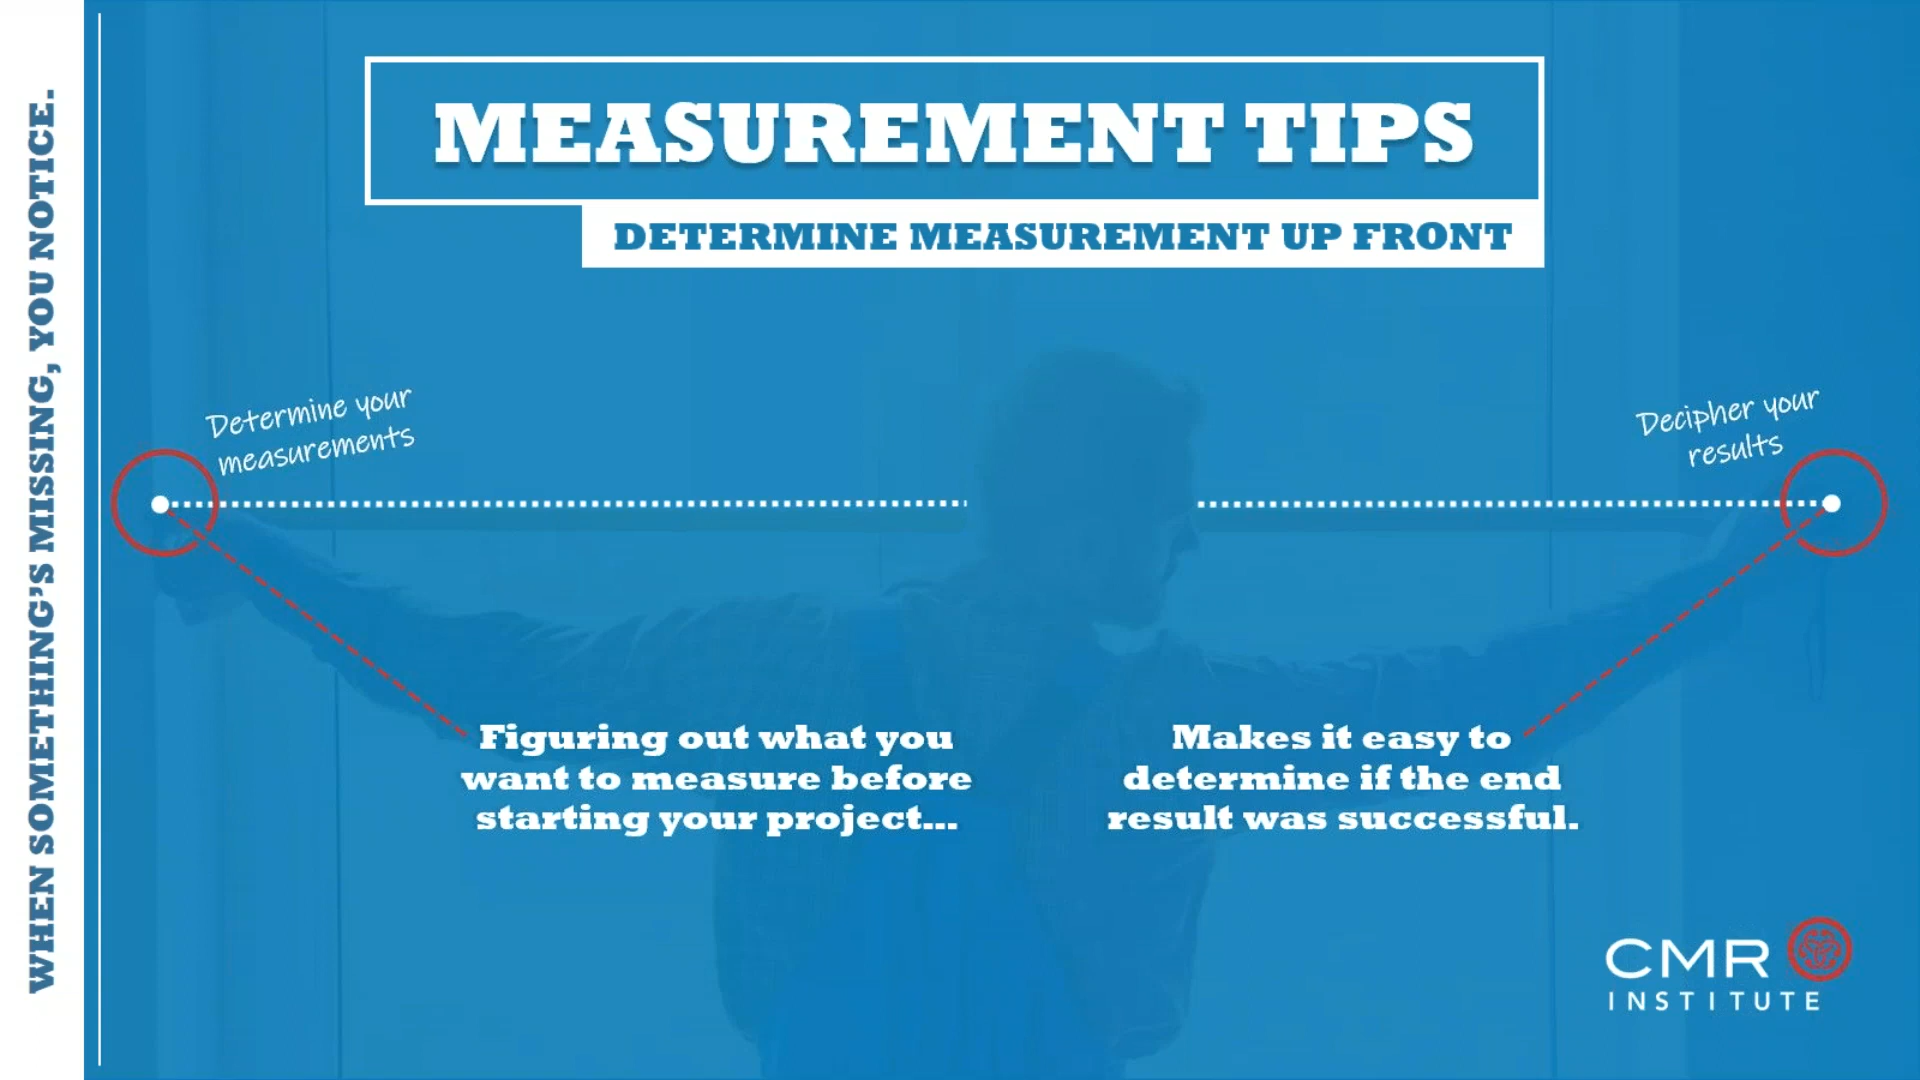 WHEN SOMETHING'S MISSING, YOU NOTICE.
MEASUREMENT TIPS
DETERMINE MEASUREMENT UP FRONT
Determine your
measurements
Decipher your
results
Figuring out what you
want to measure before
starting your project...
Makes it easy to
determine if the end
result was successful.
CMR
INSTITUTE